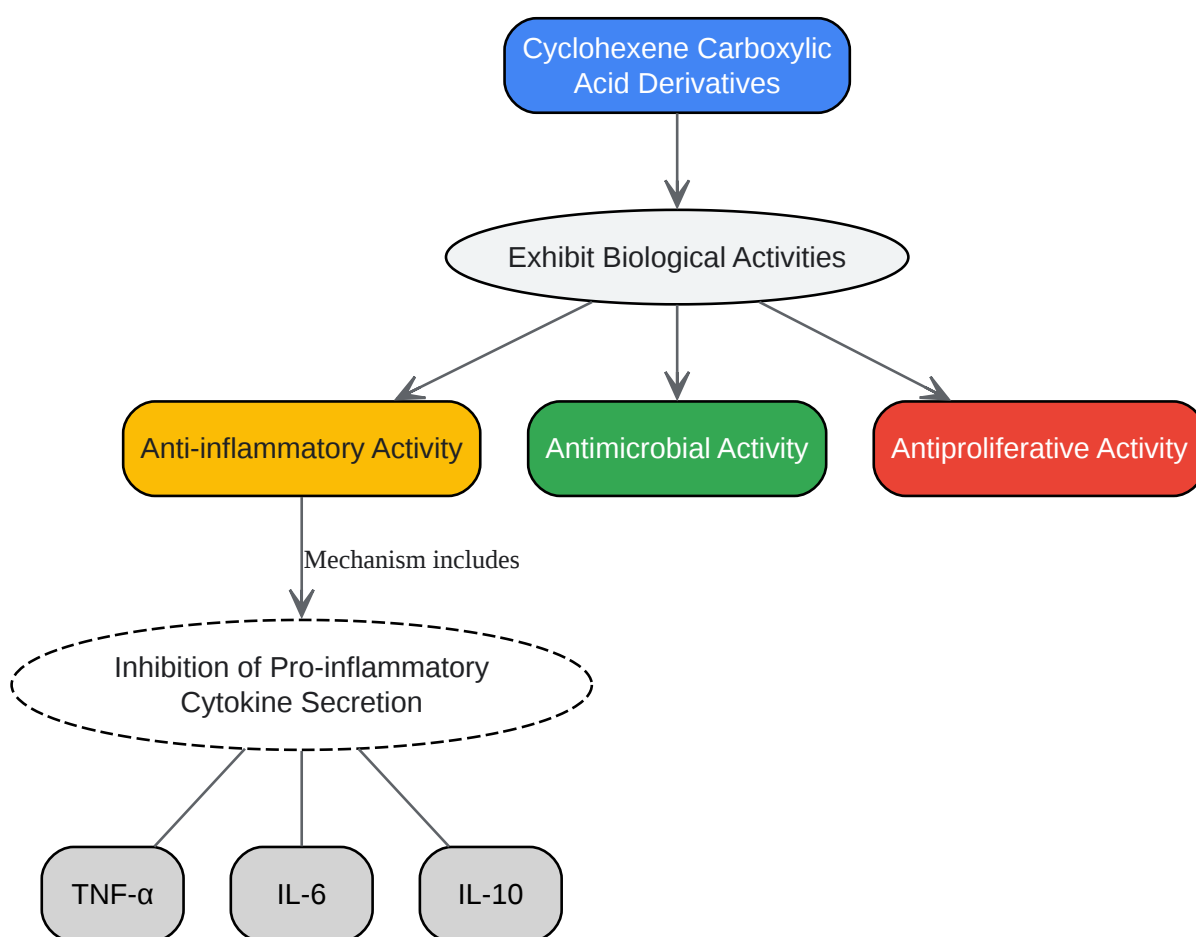 Cyclohexene Carboxylic
Acid Derivatives
Exhibit Biological Activities
Anti-inflammatory Activity
Antimicrobial Activity
Antiproliferative Activity
Mechanism includes
Inhibition of Pro-inflammatory
Cytokine Secretion
TNF-α
IL-6
IL-10